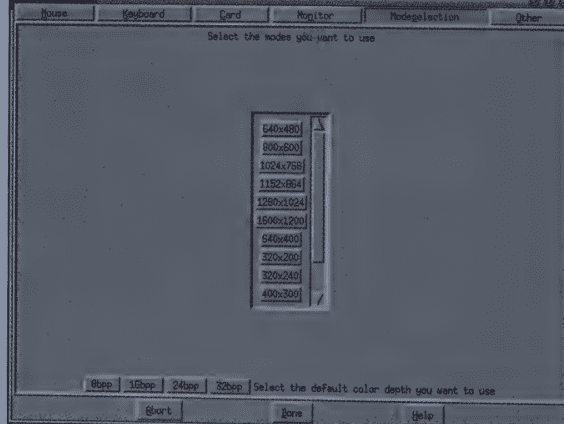 Mouse Keyboard Card Monitor Modeselection Other
Select the modes you want to use
640x480
800x600
1024x768
1152x864
1280x1024
1600x1200
640x400
320x200
320x240
400x300
8bpp 16bpp 24bpp 32bpp Select the default color depth you want to use
Abort Done Help